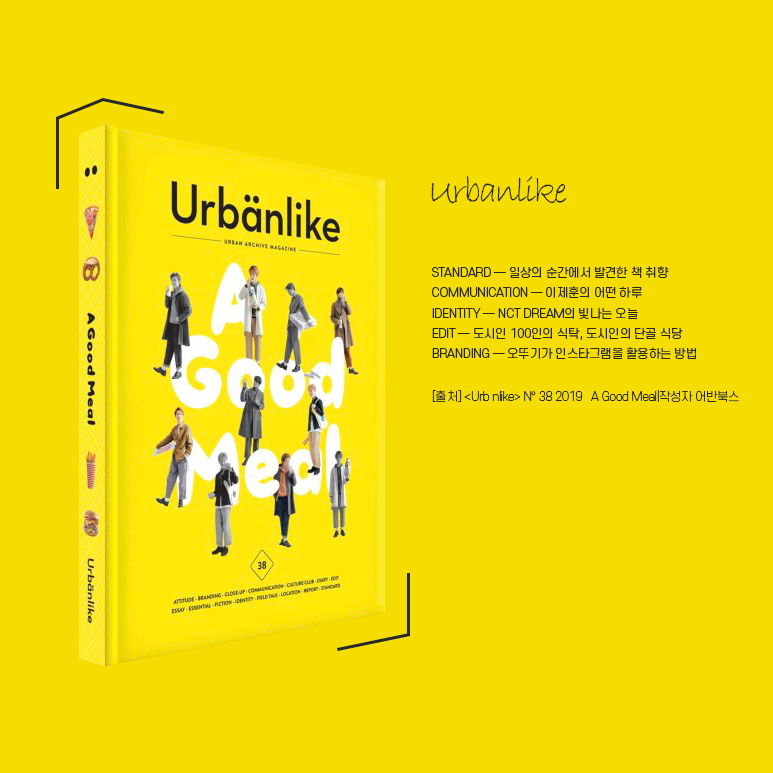 Urbänlike
URBAN ARCHIVE MAGAZINE
A
Good
Meal
38
ATTITUDE · BRANDING · CLOSE-UP · COMMUNICATION · CULTURE CLUB · DIARY · EDIT
ESSAY · ESSENTIAL · FICTION · IDENTITY · FIELD TALK · LOCATION · REPORT · STANDARD
A Good Meal
Urbänlike
Urbanlike
STANDARD — 일상의 순간에서 발견한 책 취향
COMMUNICATION — 이제훈의 어떤 하루
IDENTITY — NCT DREAM의 빛나는 오늘
EDIT — 도시인 100인의 식탁, 도시인의 단골 식당
BRANDING — 오뚜기가 인스타그램을 활용하는 방법
[출처] <Urb nlike> N° 38 2019 A Good Meal|작성자 어반북스